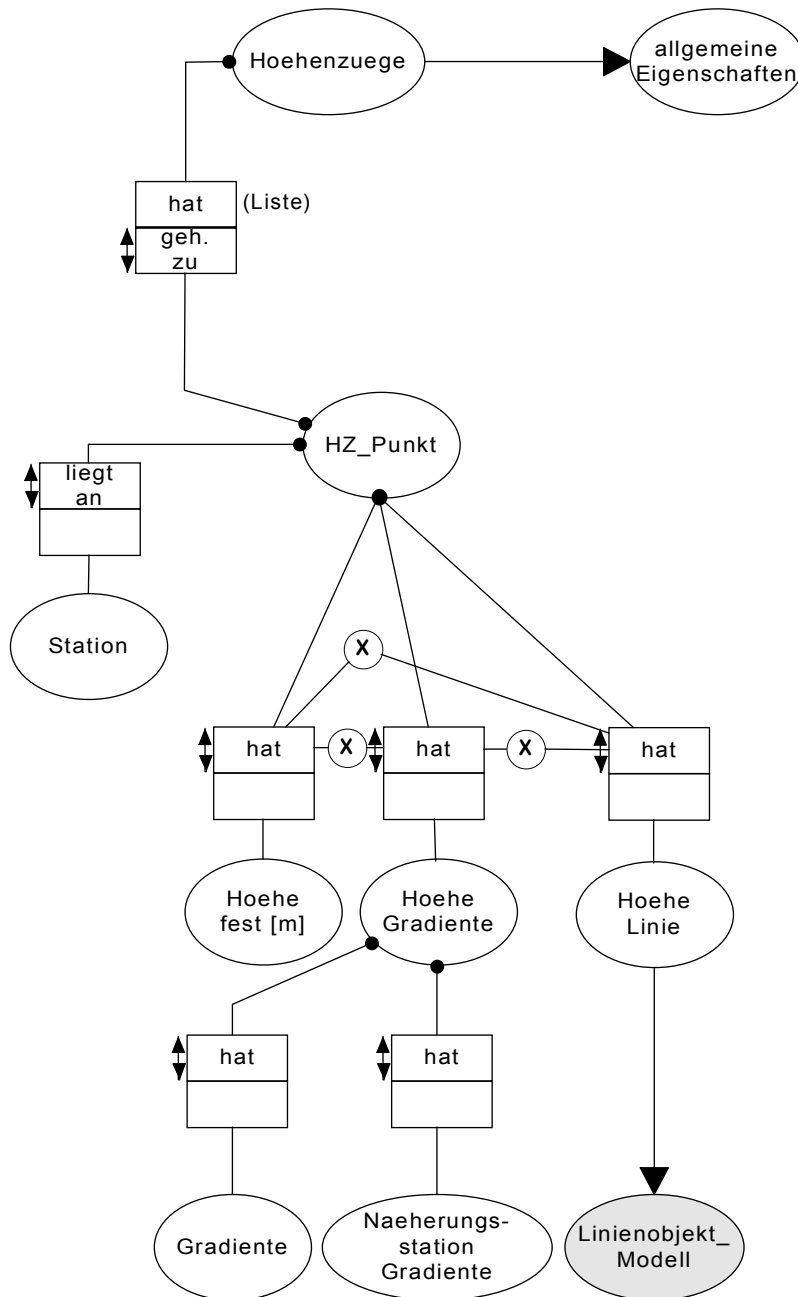 Hoehenzuege
allgemeine
Eigenschaften
hat
(Liste)
geh.
zu
HZ_Punkt
liegt
an
Station
X
hat
X
hat
X
hat
Hoehe
fest [m]
Hoehe
Gradiente
Hoehe
Linie
hat
hat
Gradiente
Naeherungs-
station
Gradiente
Linienobjekt_
Modell